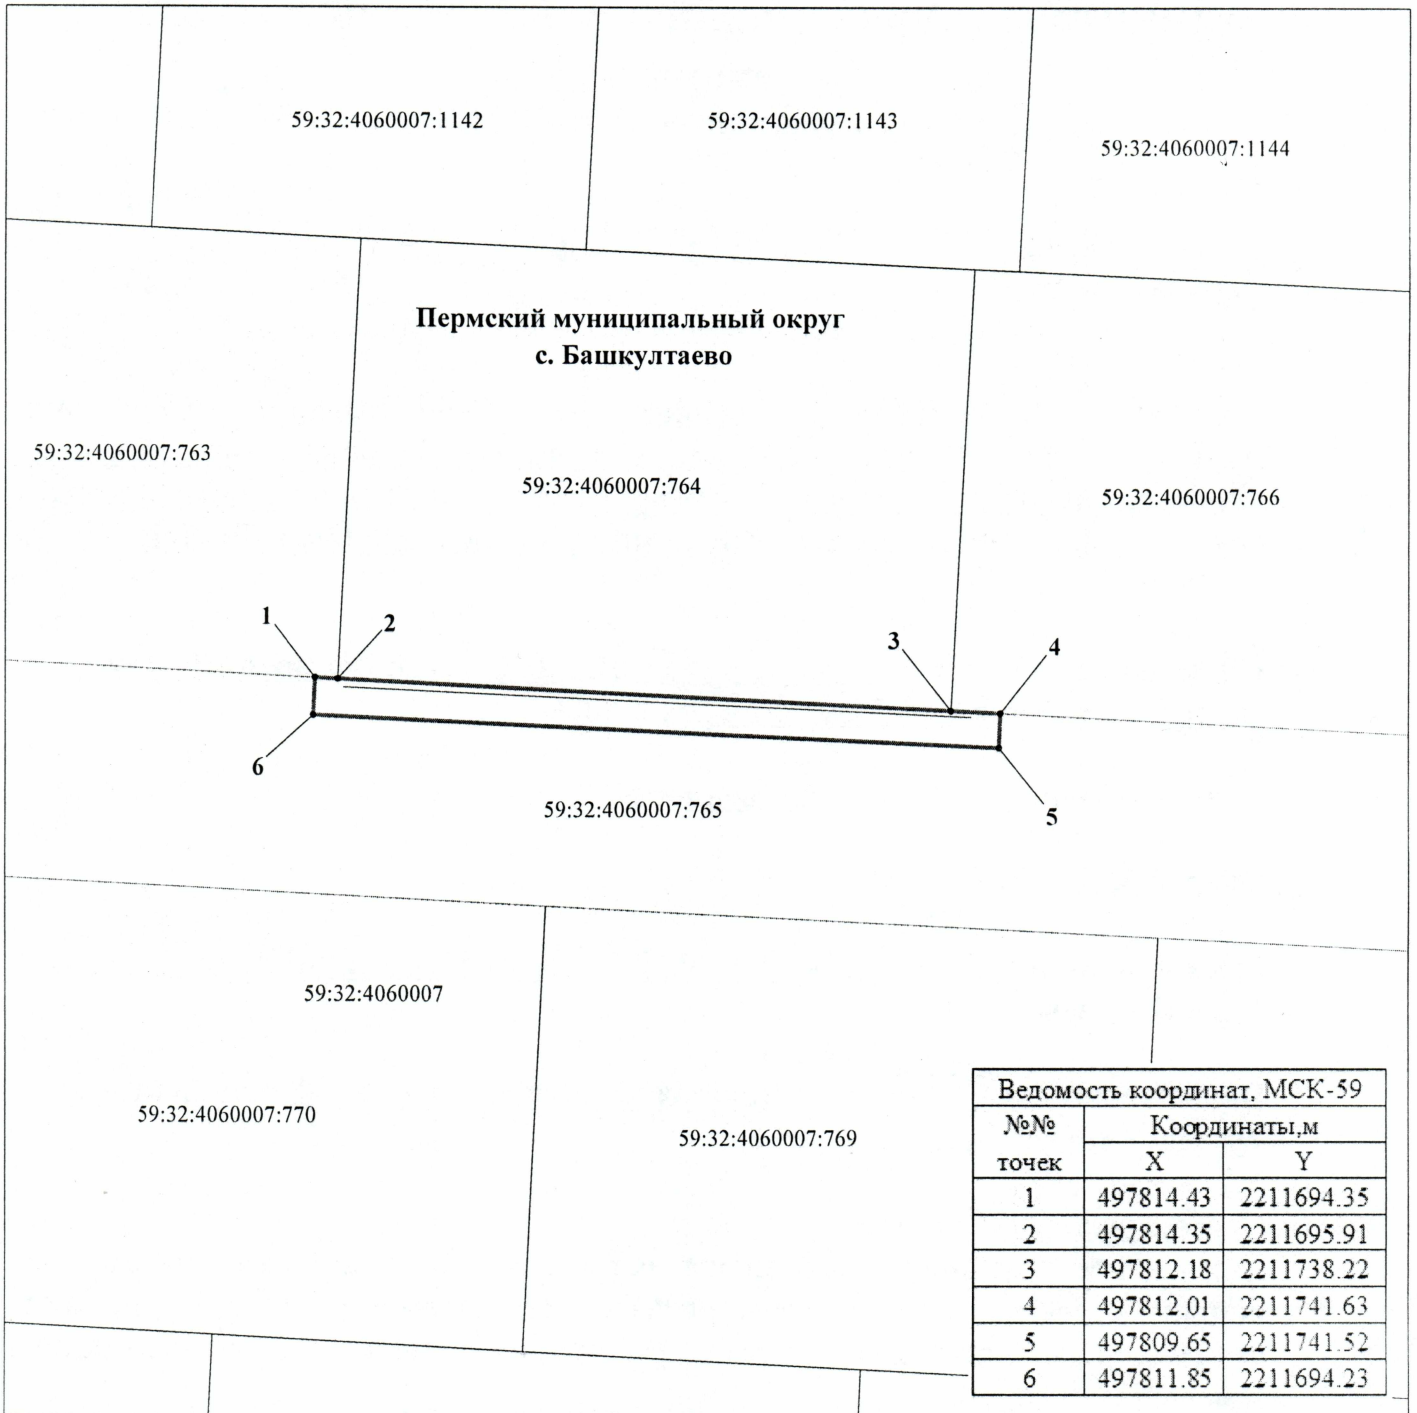 59:32:4060007:1142
59:32:4060007:1143
59:32:4060007:1144
Пермский муниципальный округ
с. Башкултаево
59:32:4060007:763
59:32:4060007:764
59:32:4060007:766
1
2
3
4
6
5
59:32:4060007:765
59:32:4060007
59:32:4060007:770
59:32:4060007:769
Ведомость координат, МСК-59
№№ Координаты,м
точек X Y
1 497814.43 2211694.35
2 497814.35 2211695.91
3 497812.18 2211738.22
4 497812.01 2211741.63
5 497809.65 2211741.52
6 497811.85 2211694.23